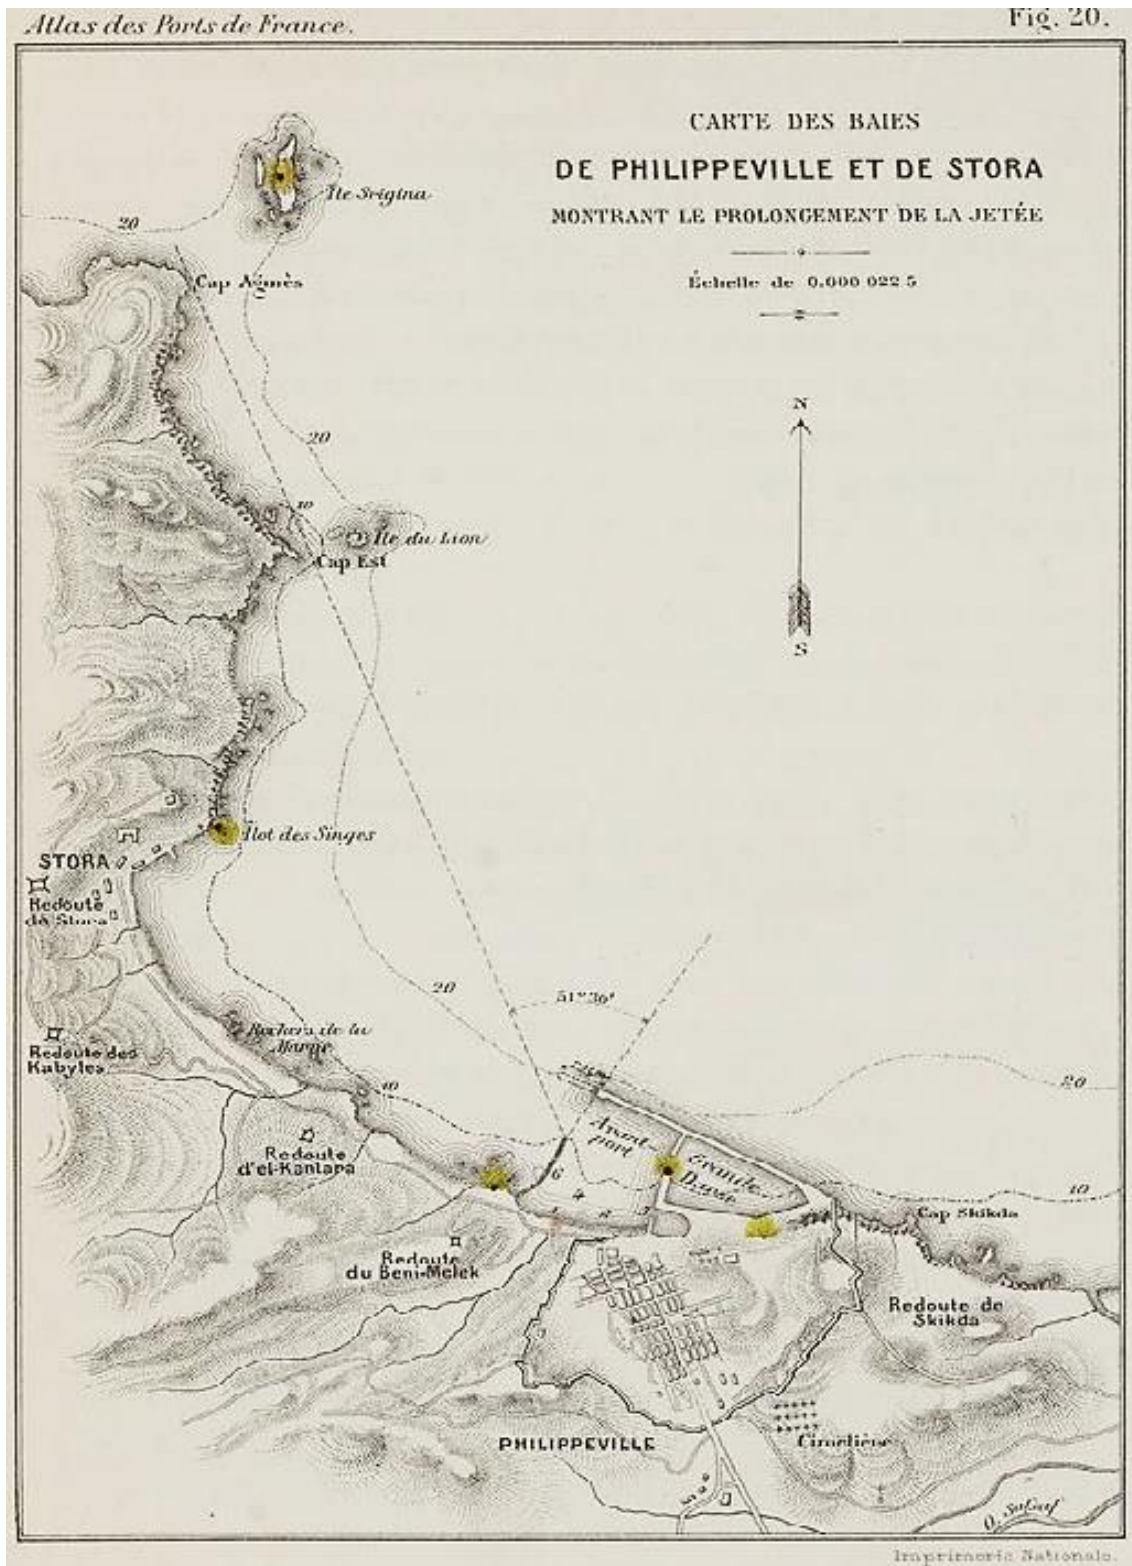 Atlas des Ports de France.
Fig. 20.
CARTE DES BAIES
DE PHILIPPEVILLE ET DE STORA
MONTRANT LE PROLONGEMENT DE LA JETÉE
Échelle de 0.000 022 5
Île Srigina
20
Cap Agnès
20
N
10
Île du Lion
Cap Est
S
Îlot des Singes
STORA
Redoute
de Stora
20
51° 30'
Rochers de la
Redoute des
Kabyles
10
20
Avant-
port
Grande
Darse
Redoute
d'el-Kantara
6
4
10
Cap Skikda
Redoute
du Beni-Melek
Redoute de
Skikda
PHILIPPEVILLE
Cimetière
O. Safsaf
Imprimerie Nationale.